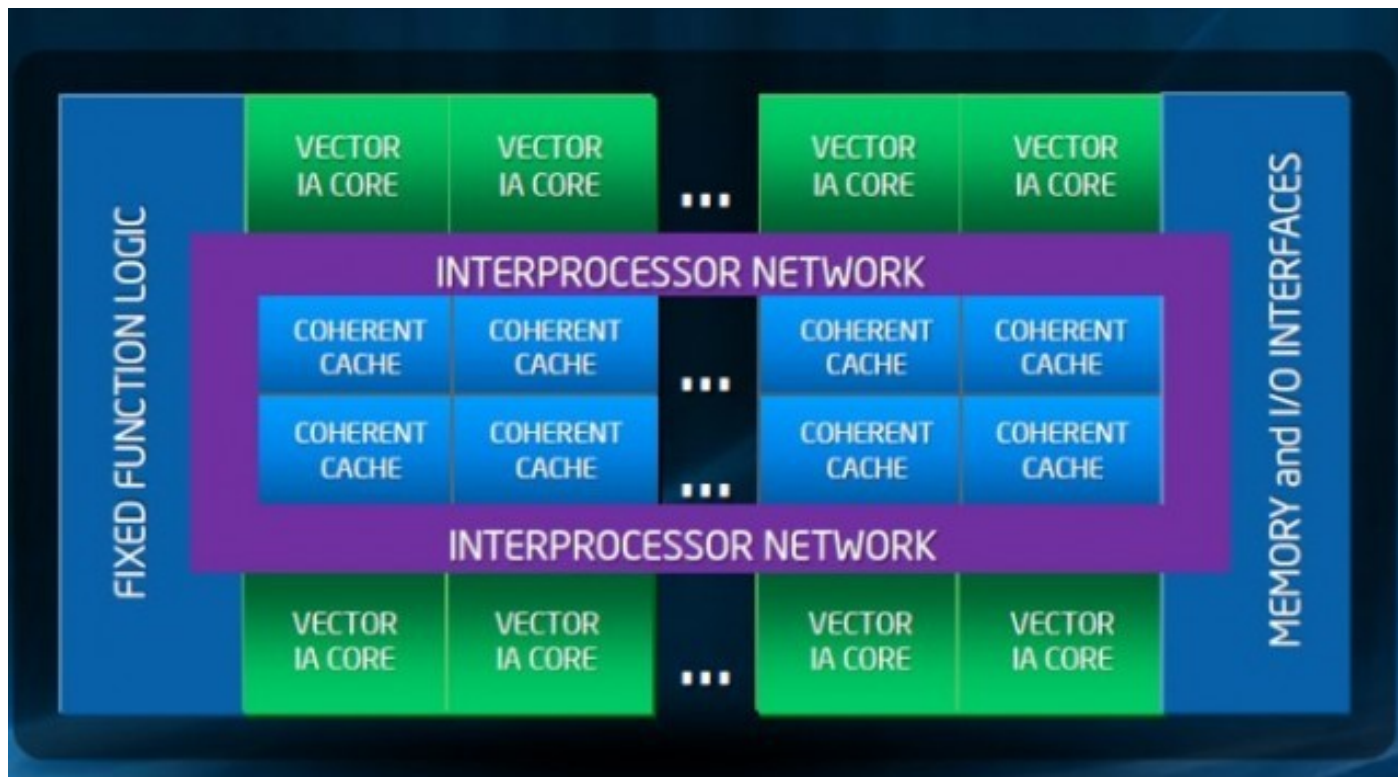 FIXED FUNCTION LOGIC
VECTOR
IA CORE
VECTOR
IA CORE
...
VECTOR
IA CORE
VECTOR
IA CORE
INTERPROCESSOR NETWORK
COHERENT
CACHE
COHERENT
CACHE
...
COHERENT
CACHE
COHERENT
CACHE
COHERENT
CACHE
COHERENT
CACHE
...
COHERENT
CACHE
COHERENT
CACHE
INTERPROCESSOR NETWORK
VECTOR
IA CORE
VECTOR
IA CORE
...
VECTOR
IA CORE
VECTOR
IA CORE
MEMORY and I/O INTERFACES